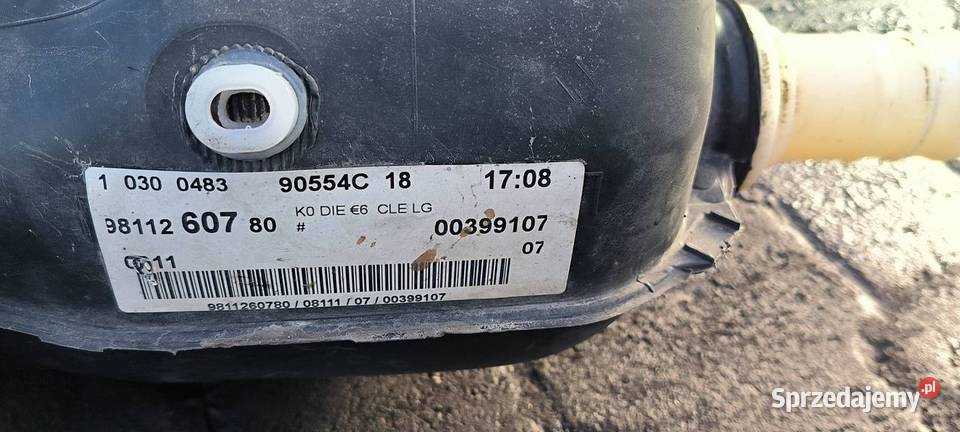 1 030 0483 90554C 18 17:08
98112 607 80 K0 DIE €6 CLE LG 00399107
#
07
9811260780 / 08111 / 07 / 00399107
Sprzedajemy.pl